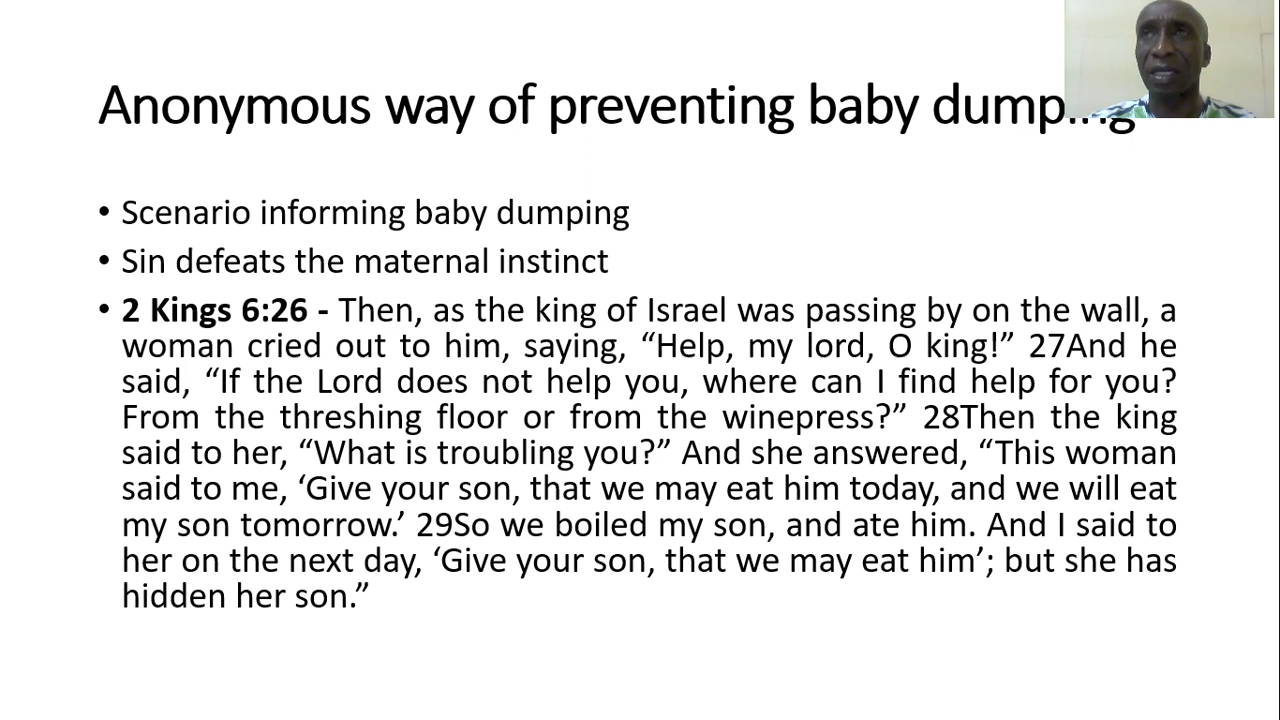 Anonymous way of preventing baby dumping
• Scenario informing baby dumping
• Sin defeats the maternal instinct
• 2 Kings 6:26 - Then, as the king of Israel was passing by on the wall, a
woman cried out to him, saying, “Help, my lord, O king!” 27And he
said, “If the Lord does not help you, where can I find help for you?
From the threshing floor or from the winepress?” 28Then the king
said to her, “What is troubling you?” And she answered, “This woman
said to me, ‘Give your son, that we may eat him today, and we will eat
my son tomorrow.’ 29So we boiled my son, and ate him. And I said to
her on the next day, ‘Give your son, that we may eat him’; but she has
hidden her son.”